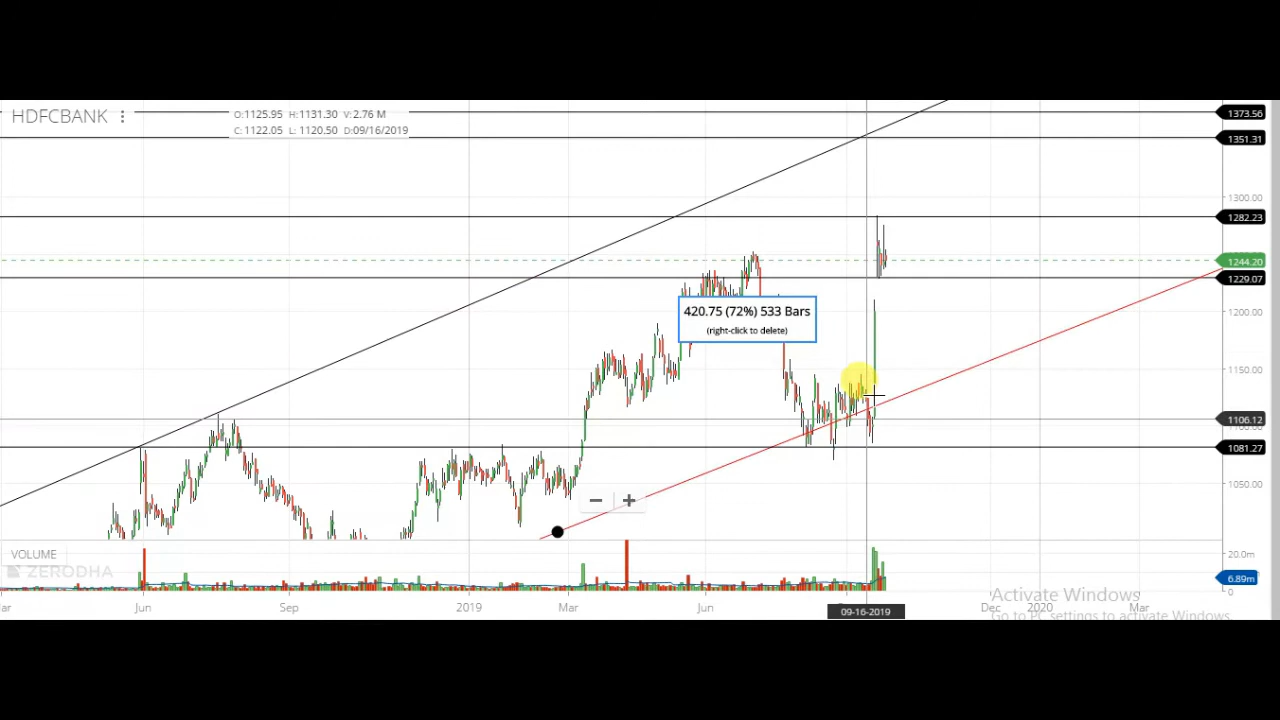 HDFCBANK
O:1125.95 H:1131.30 V:2.76 M
C:1122.05 L: 1120.50 D:09/16/2019
1373.56
1351.31
1300.00
1282.23
1244.20
1229.07
1200.00
420.75 (72%) 533 Bars
(right-click to delete)
1150.00
1106.12
1081.27
1050.00
VOLUME
ZERODHA
20.0m
6.89m
0
Jun
Sep
2019
Mar
Jun
09-16-2019
Dec
2020
Mar
Activate Windows
Go to PC settings to activate Windows.